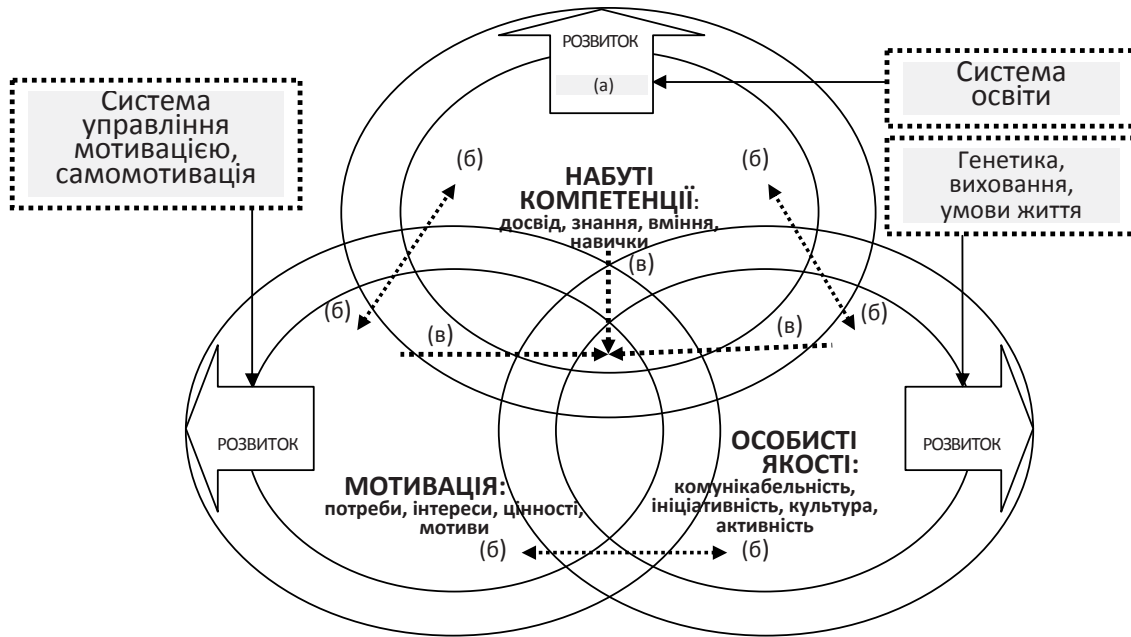 РОЗВИТОК
(а)
Система
управління
мотивацією,
самомотивація
Система
освіти
Генетика,
виховання,
умови життя
(б)
(б)
НАБУТІ
КОМПЕТЕНЦІЇ:
досвід, знання, вміння,
навички
(в)
(б)
(б)
(в)
(в)
РОЗВИТОК
РОЗВИТОК
МОТИВАЦІЯ:
потреби, інтереси, цінності,
мотиви
ОСОБИСТІ
ЯКОСТІ:
комунікабельність,
ініціативність, культура,
активність
(б)
(б)